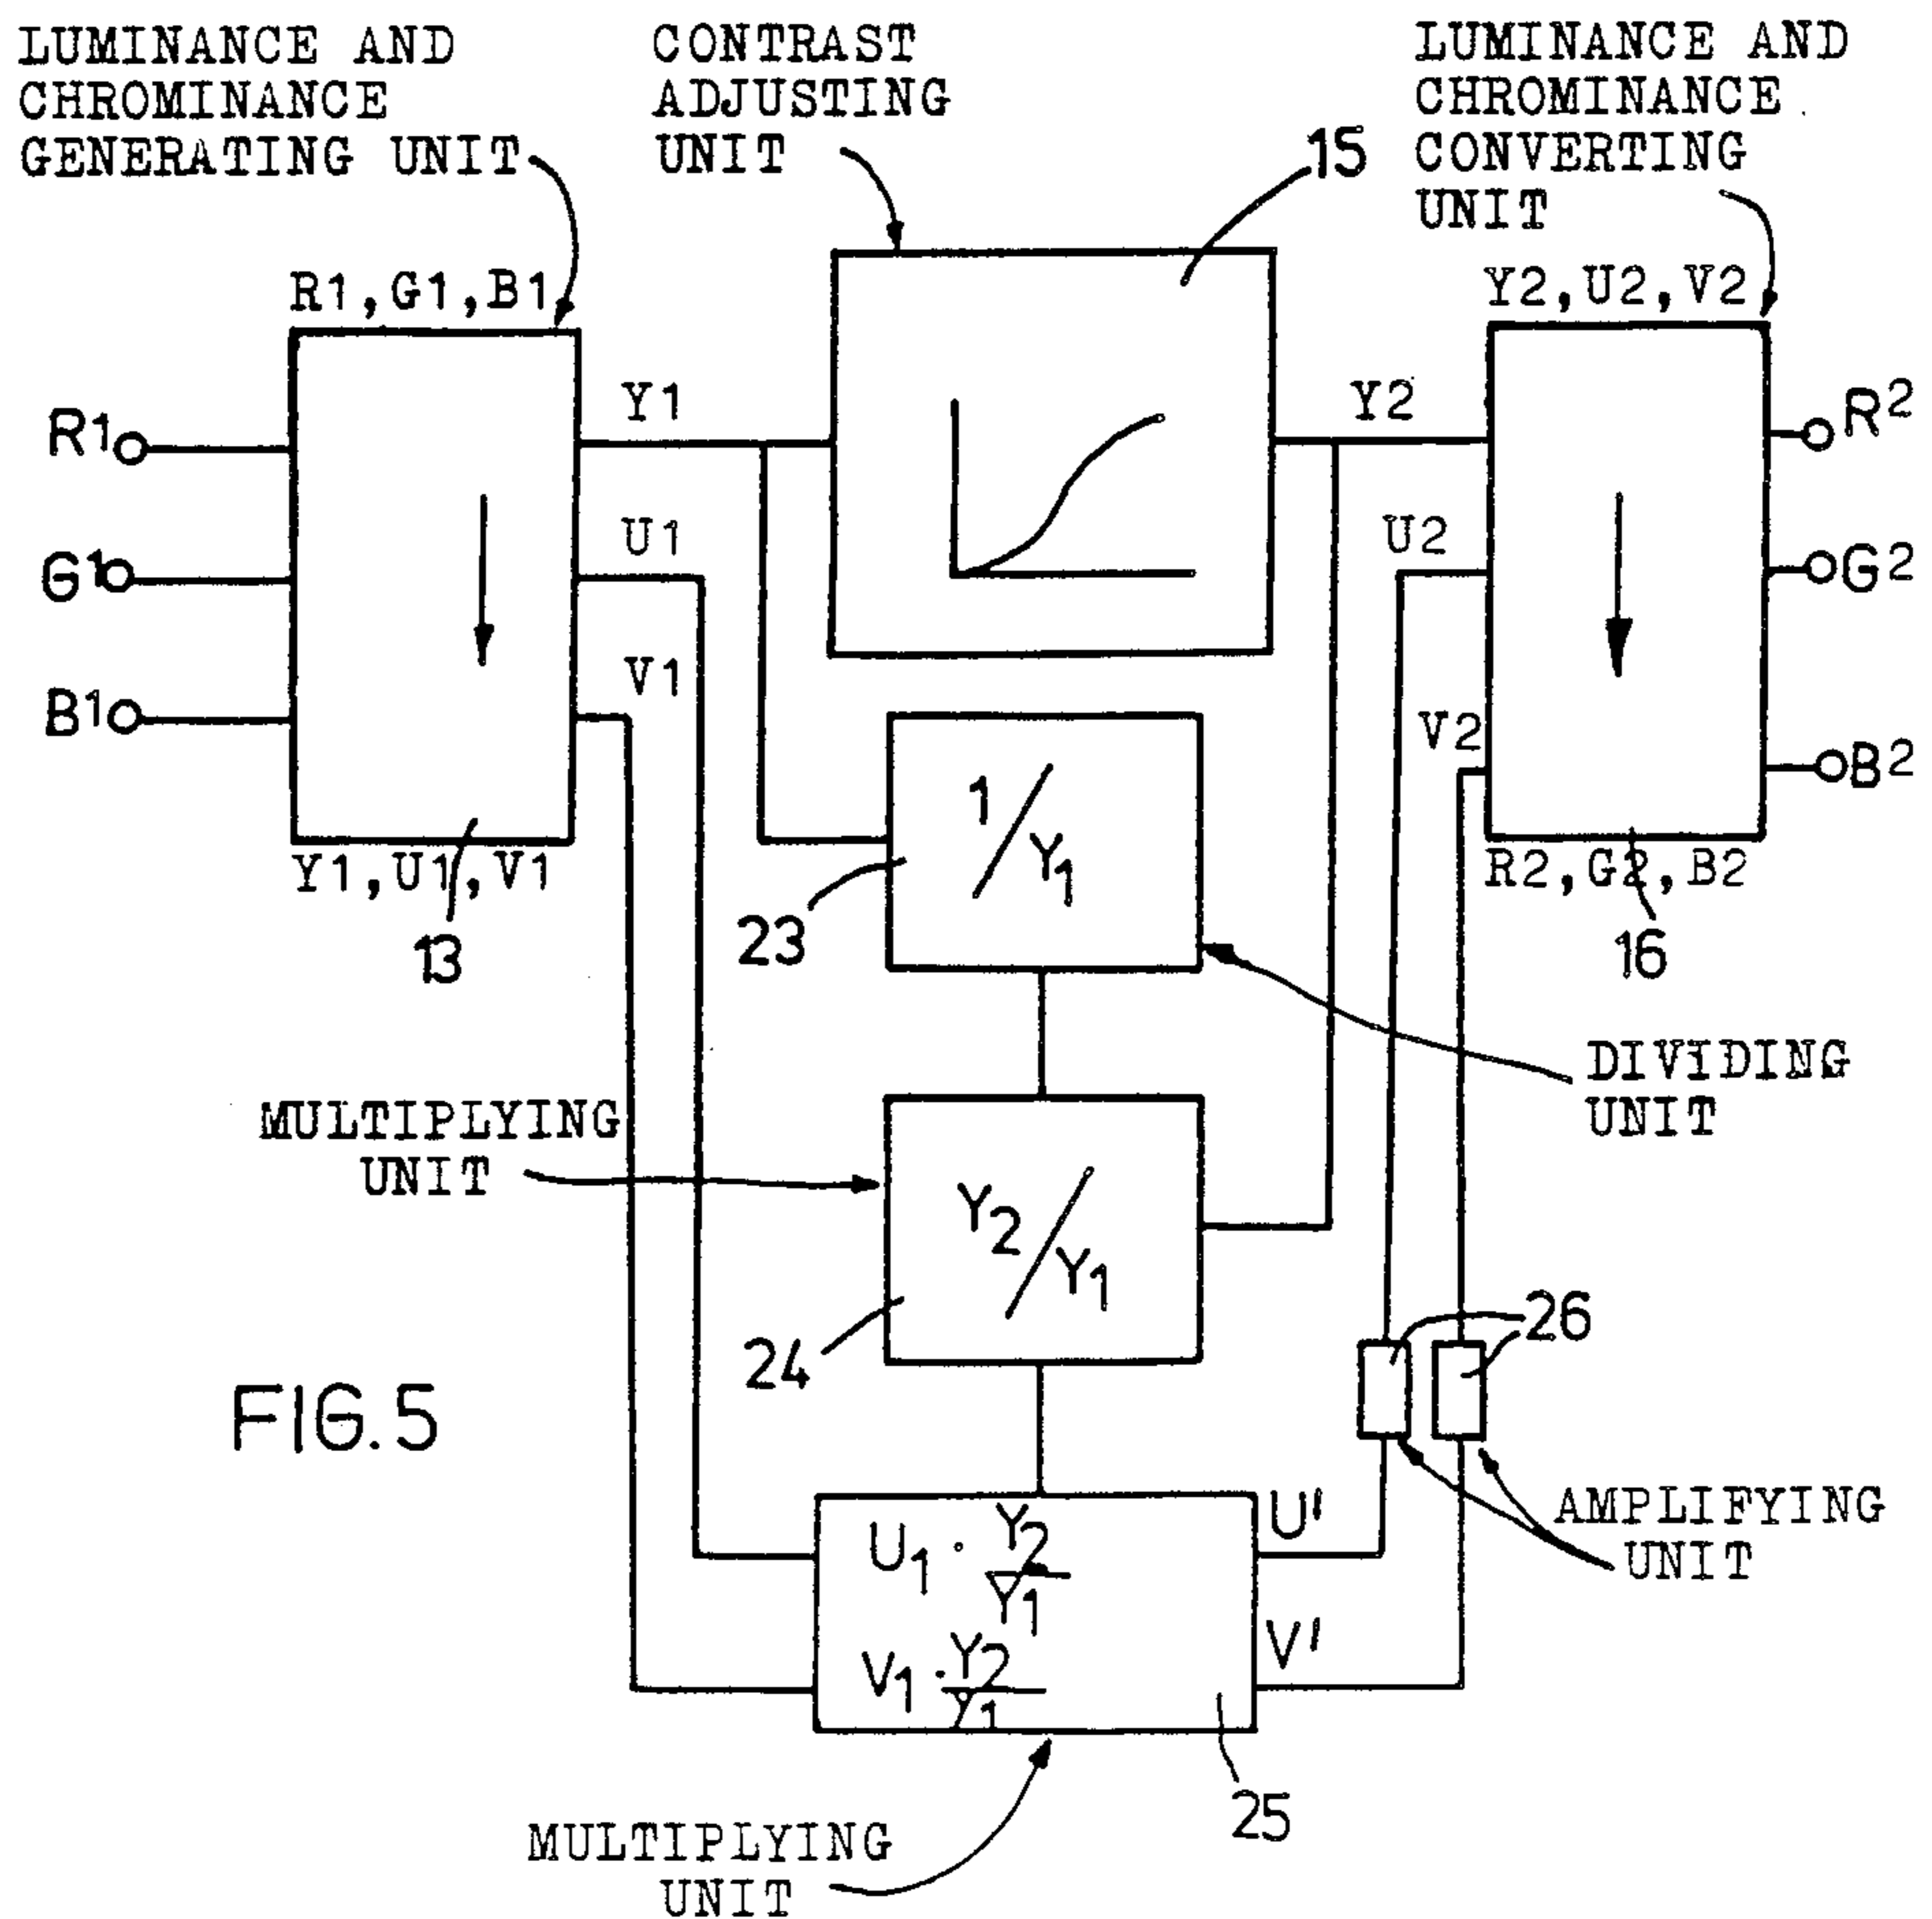 LUMINANCE AND
CHROMINANCE
GENERATING UNIT
CONTRAST
ADJUSTING
UNIT
LUMINANCE AND
CHROMINANCE
CONVERTING
UNIT
15
R1,G1,B1
Y2,U2,V2
R1
G1
B1
Y1
U1
V1
Y2
U2
V2
R2
G2
B2
Y1,U1,V1
13
R2,G2,B2
16
1/Y1
23
DIVIDING
UNIT
MULTIPLYING
UNIT
Y2/Y1
24
26
FIG.5
AMPLIFYING
UNIT
U1 · Y2
Y1
V1 · Y2
Y1
U'
V'
25
MULTIPLYING
UNIT